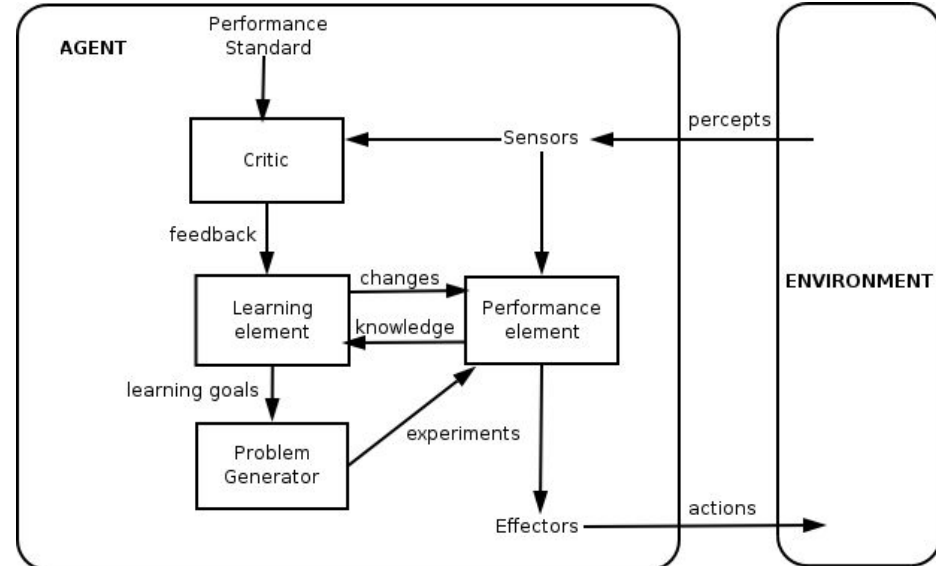 Performance
Standard
AGENT
percepts
Sensors
Critic
feedback
changes
ENVIRONMENT
Learning
element
Performance
element
knowledge
learning goals
experiments
Problem
Generator
Effectors
actions